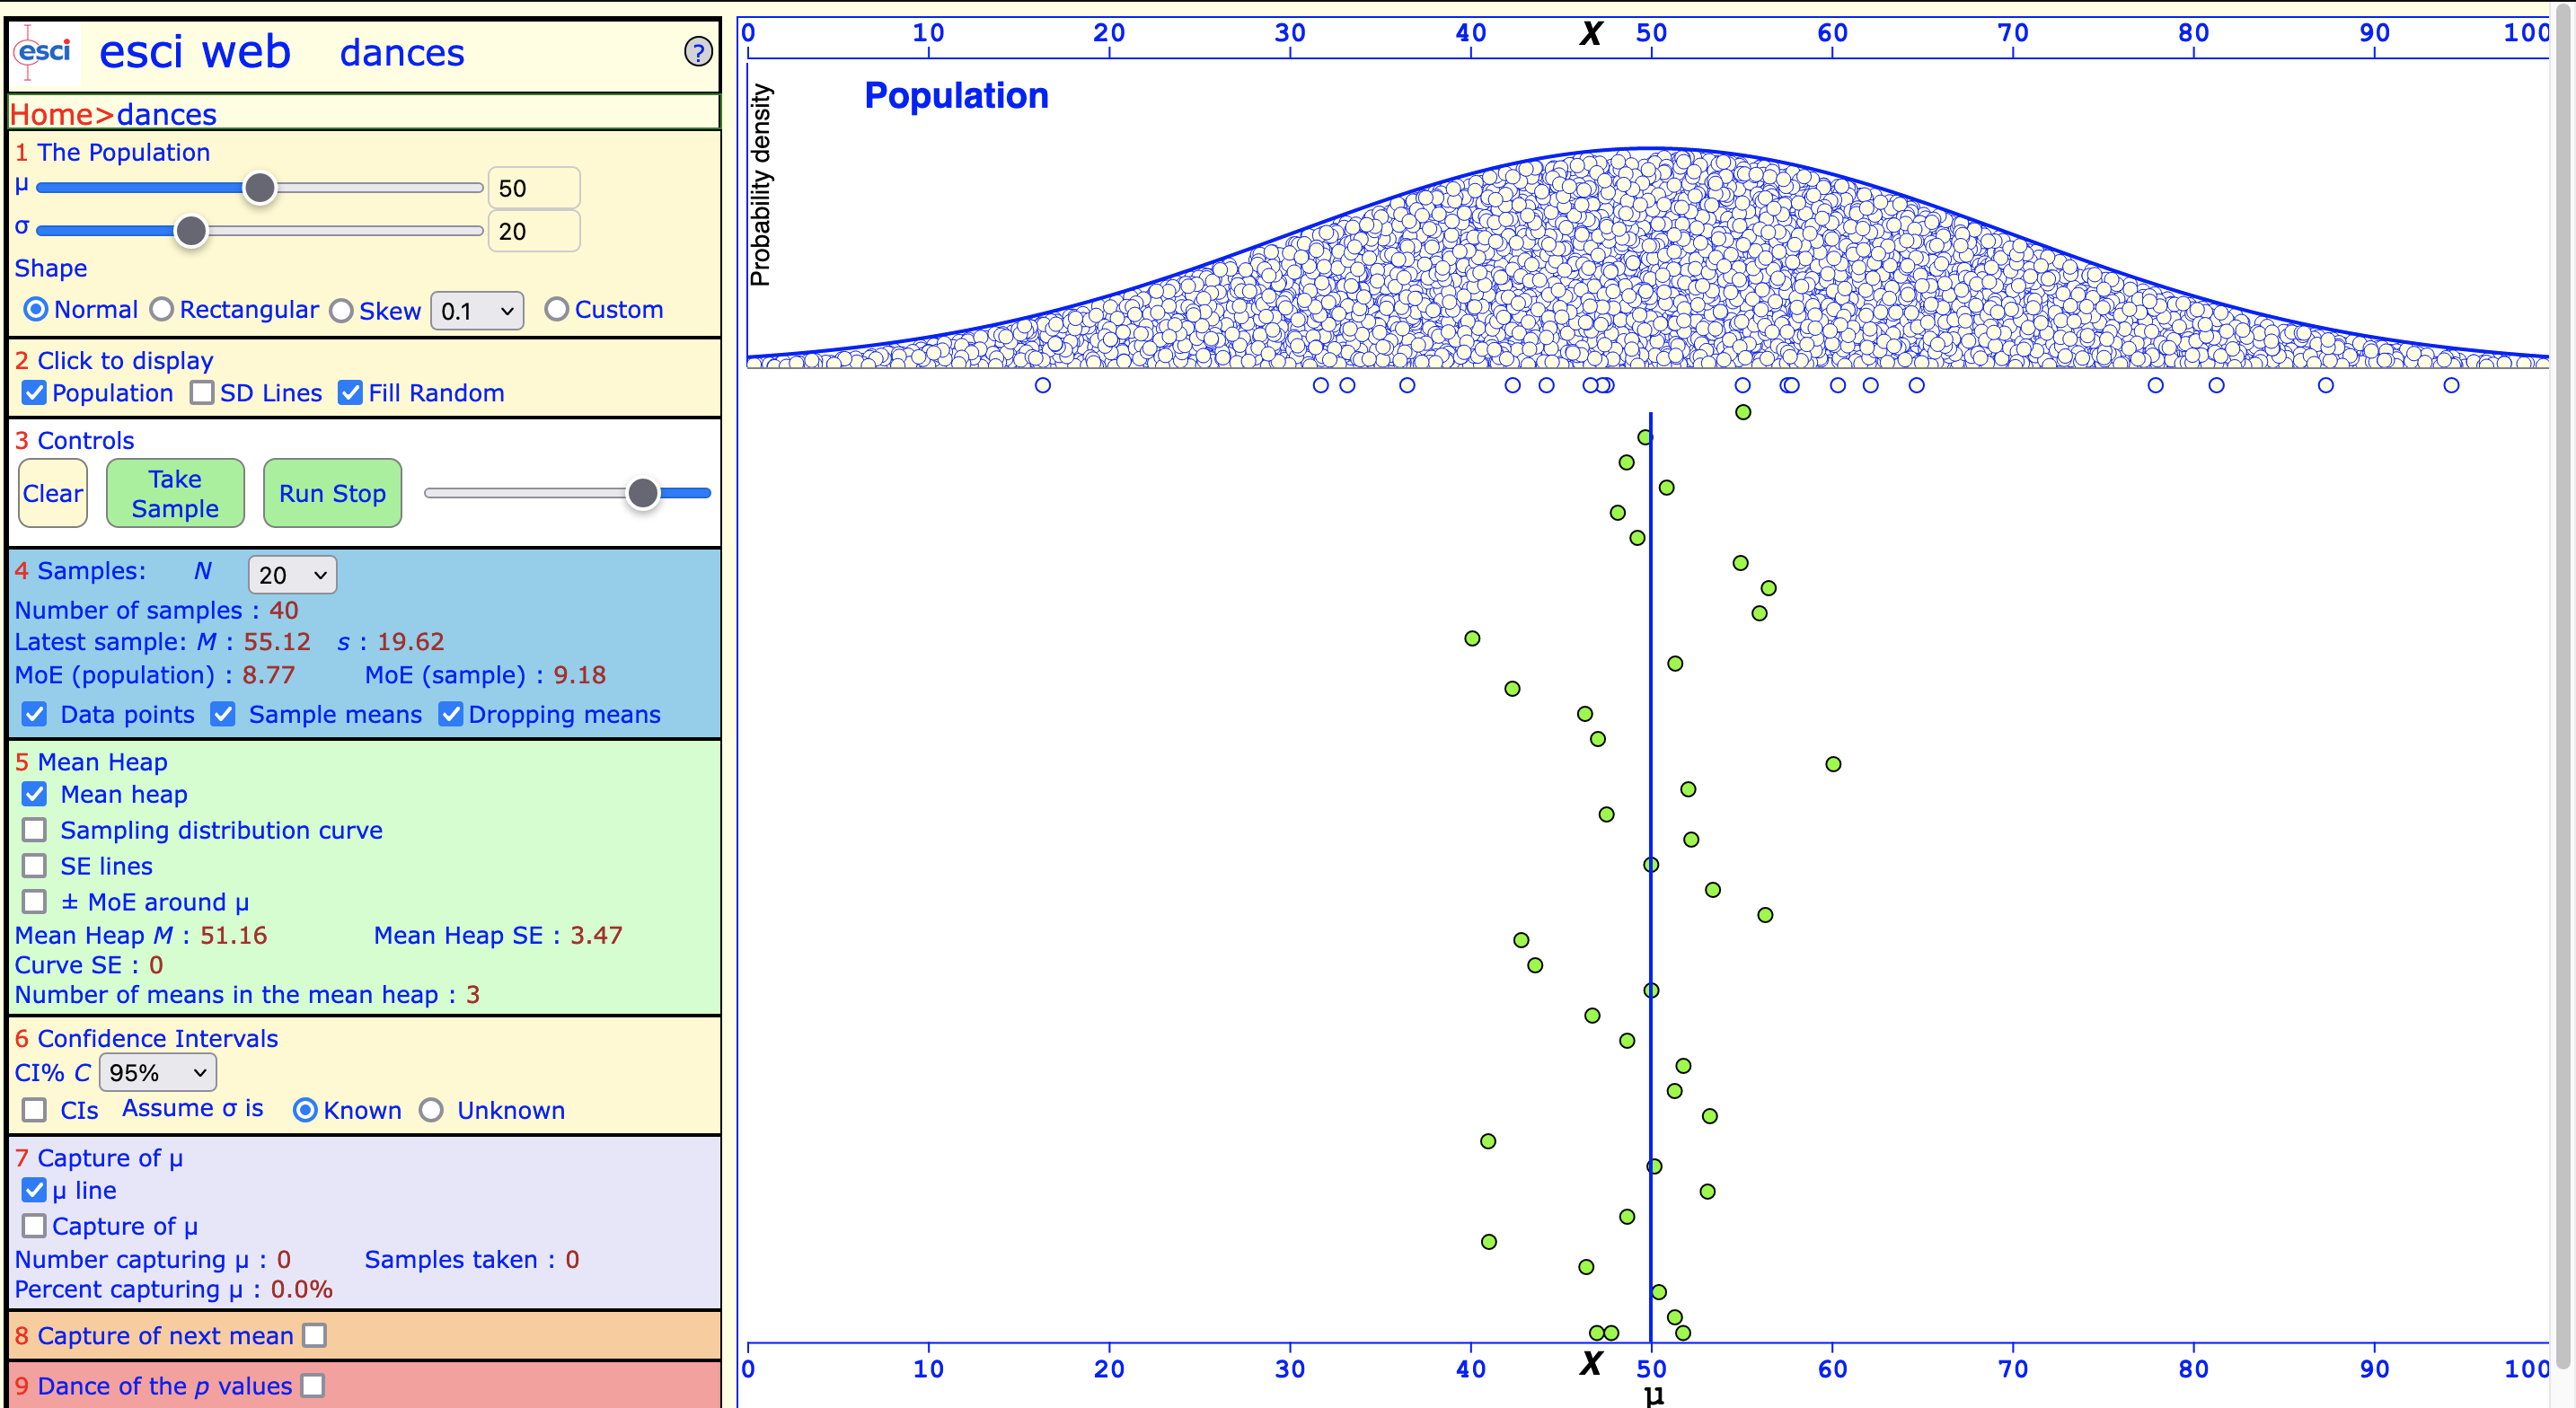 esci esci web dances ?
Home>dances
1 The Population
μ 50
σ 20
Shape
Normal Rectangular Skew 0.1 Custom
2 Click to display
Population SD Lines Fill Random
3 Controls
Clear Take Sample Run Stop
4 Samples: N 20
Number of samples : 40
Latest sample: M : 55.12 s : 19.62
MoE (population) : 8.77 MoE (sample) : 9.18
Data points Sample means Dropping means
5 Mean Heap
Mean heap
Sampling distribution curve
SE lines
± MoE around μ
Mean Heap M : 51.16 Mean Heap SE : 3.47
Curve SE : 0
Number of means in the mean heap : 3
6 Confidence Intervals
CI% C 95%
CIs Assume σ is Known Unknown
7 Capture of μ
μ line
Capture of μ
Number capturing μ : 0 Samples taken : 0
Percent capturing μ : 0.0%
8 Capture of next mean
9 Dance of the p values
0 10 20 30 40 X 50 60 70 80 90 100
Probability density
Population
0 10 20 30 40 X 50 60 70 80 90 100
μ